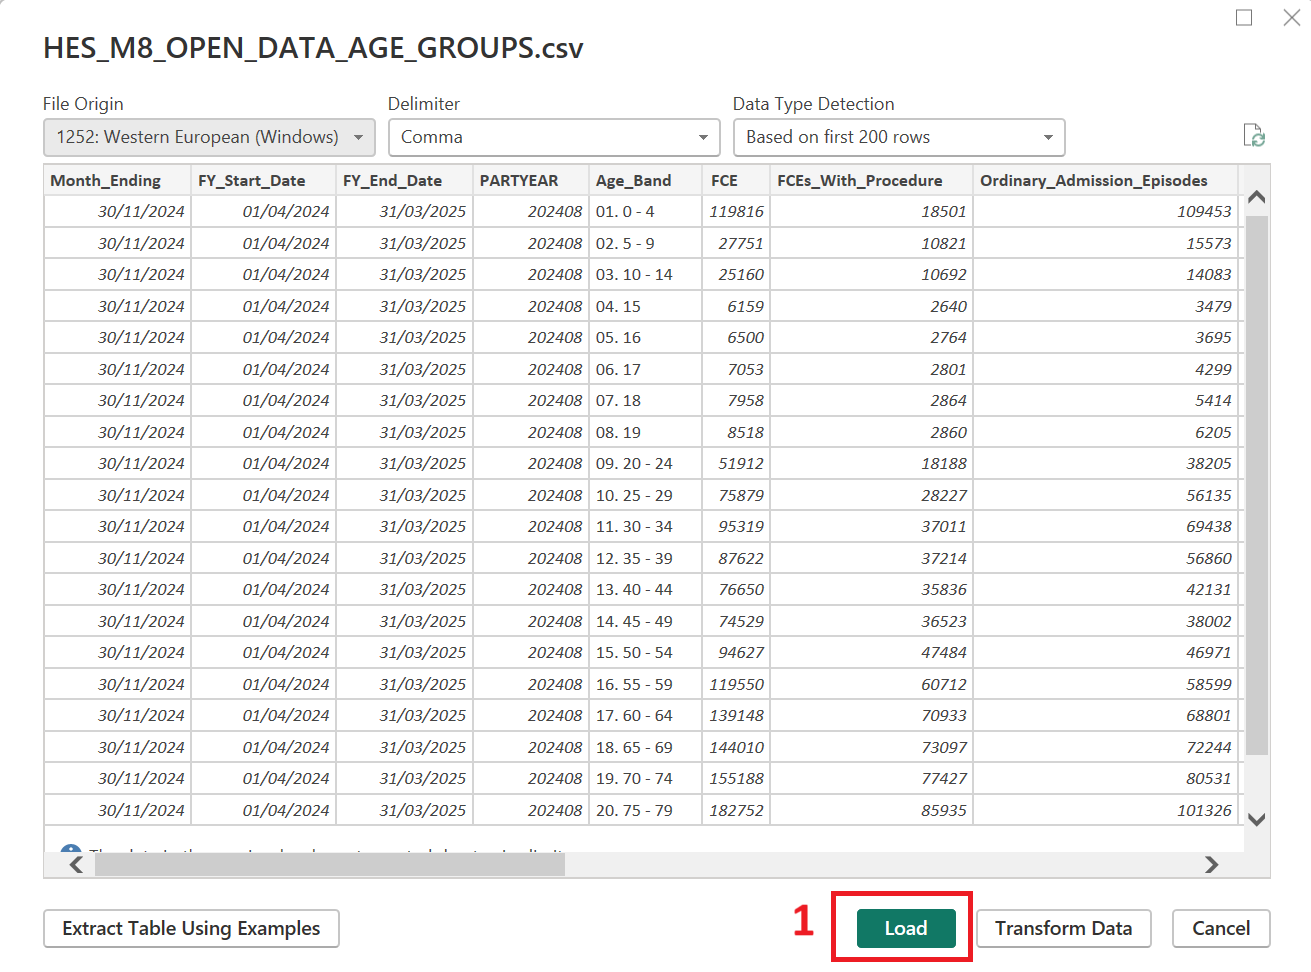 HES_M8_OPEN_DATA_AGE_GROUPS.csv
File Origin Delimiter Data Type Detection
1252: Western European (Windows) Comma Based on first 200 rows
Month_Ending FY_Start_Date FY_End_Date PARTYEAR Age_Band FCE FCEs_With_Procedure Ordinary_Admission_Episodes
30/11/2024 01/04/2024 31/03/2025 202408 01. 0 - 4 119816 18501 109453
30/11/2024 01/04/2024 31/03/2025 202408 02. 5 - 9 27751 10821 15573
30/11/2024 01/04/2024 31/03/2025 202408 03. 10 - 14 25160 10692 14083
30/11/2024 01/04/2024 31/03/2025 202408 04. 15 6159 2640 3479
30/11/2024 01/04/2024 31/03/2025 202408 05. 16 6500 2764 3695
30/11/2024 01/04/2024 31/03/2025 202408 06. 17 7053 2801 4299
30/11/2024 01/04/2024 31/03/2025 202408 07. 18 7958 2864 5414
30/11/2024 01/04/2024 31/03/2025 202408 08. 19 8518 2860 6205
30/11/2024 01/04/2024 31/03/2025 202408 09. 20 - 24 51912 18188 38205
30/11/2024 01/04/2024 31/03/2025 202408 10. 25 - 29 75879 28227 56135
30/11/2024 01/04/2024 31/03/2025 202408 11. 30 - 34 95319 37011 69438
30/11/2024 01/04/2024 31/03/2025 202408 12. 35 - 39 87622 37214 56860
30/11/2024 01/04/2024 31/03/2025 202408 13. 40 - 44 76650 35836 42131
30/11/2024 01/04/2024 31/03/2025 202408 14. 45 - 49 74529 36523 38002
30/11/2024 01/04/2024 31/03/2025 202408 15. 50 - 54 94627 47484 46971
30/11/2024 01/04/2024 31/03/2025 202408 16. 55 - 59 119550 60712 58599
30/11/2024 01/04/2024 31/03/2025 202408 17. 60 - 64 139148 70933 68801
30/11/2024 01/04/2024 31/03/2025 202408 18. 65 - 69 144010 73097 72244
30/11/2024 01/04/2024 31/03/2025 202408 19. 70 - 74 155188 77427 80531
30/11/2024 01/04/2024 31/03/2025 202408 20. 75 - 79 182752 85935 101326
Extract Table Using Examples 1 Load Transform Data Cancel